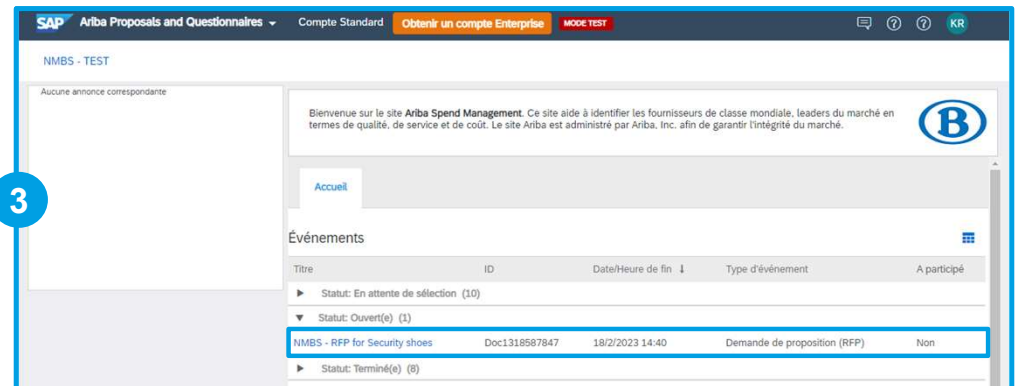 SAP Ariba Proposals and Questionnaires Compte Standard Obtenir un compte Enterprise MODE TEST KR
NMBS - TEST
Aucune annonce correspondante
Bienvenue sur le site Ariba Spend Management. Ce site aide à identifier les fournisseurs de classe mondiale, leaders du marché en
termes de qualité, de service et de coût. Le site Ariba est administré par Ariba, Inc. afin de garantir l'intégrité du marché.
B
3
Accueil
Événements
Titre ID Date/Heure de fin ↓ Type d'événement A participé
► Statut: En attente de sélection (10)
▼ Statut: Ouvert(e) (1)
NMBS - RFP for Security shoes Doc1318587847 18/2/2023 14:40 Demande de proposition (RFP) Non
► Statut: Terminé(e) (8)